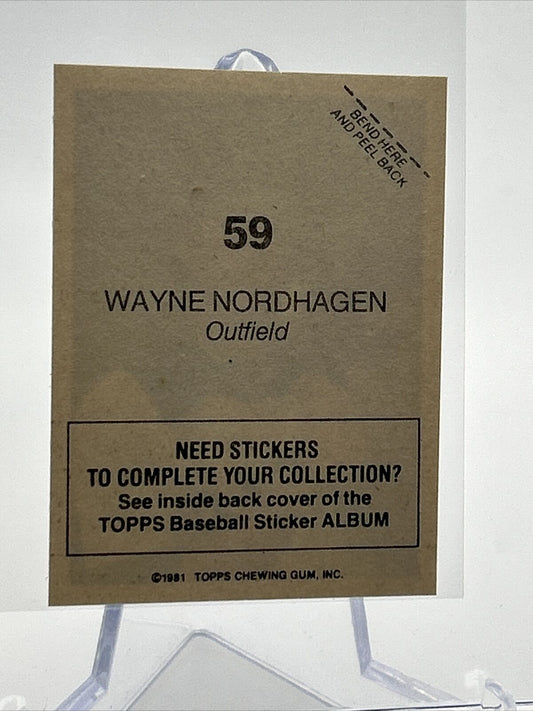 BEND HERE
AND PEEL BACK
59
WAYNE NORDHAGEN
Outfield
NEED STICKERS
TO COMPLETE YOUR COLLECTION?
See inside back cover of the
TOPPS Baseball Sticker ALBUM
©1981 TOPPS CHEWING GUM, INC.